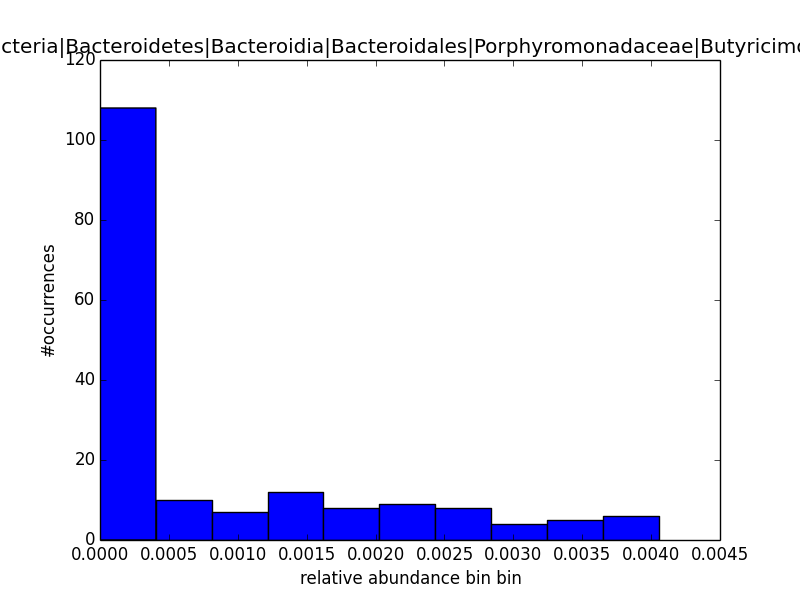 cteria|Bacteroidetes|Bacteroidia|Bacteroidales|Porphyromonadaceae|Butyricimo
120
100
80
60
40
20
0
#occurrences
0.0000 0.0005 0.0010 0.0015 0.0020 0.0025 0.0030 0.0035 0.0040 0.0045
relative abundance bin bin